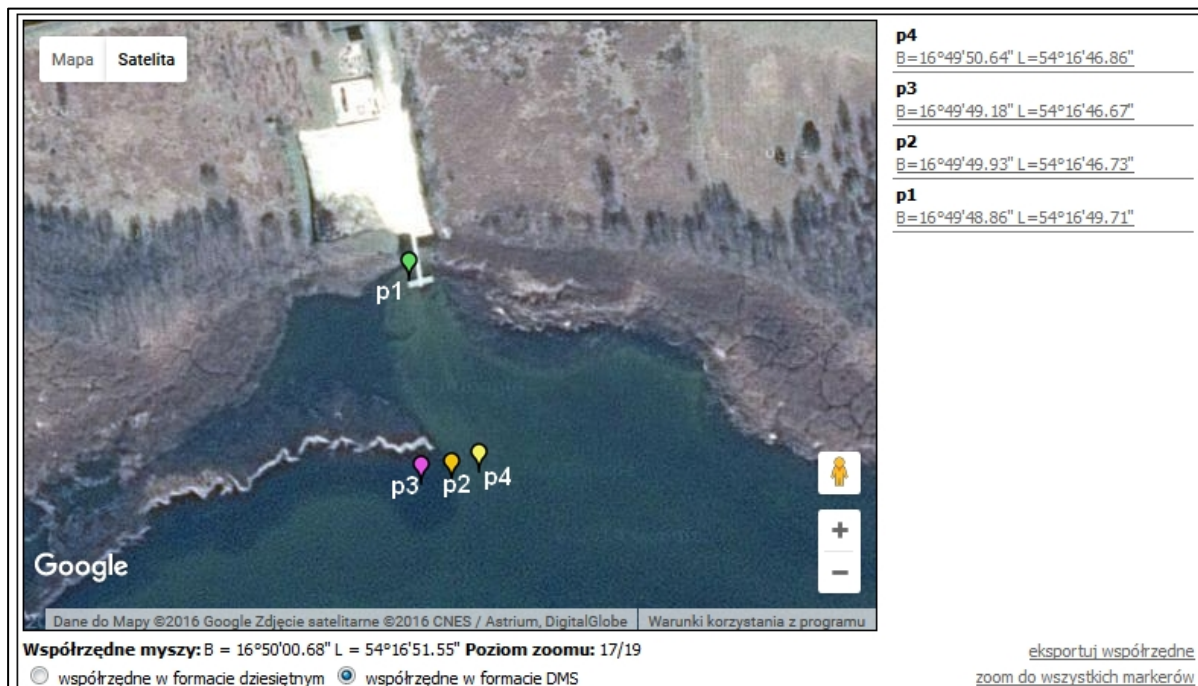 Mapa Satelita
p1
p3 p2 p4
Google
Dane do Mapy ©2016 Google Zdjęcie satelitarne ©2016 CNES / Astrium, DigitalGlobe Warunki korzystania z programu
p4
B=16°49'50.64" L=54°16'46.86"
p3
B=16°49'49.18" L=54°16'46.67"
p2
B=16°49'49.93" L=54°16'46.73"
p1
B=16°49'48.86" L=54°16'49.71"
Współrzędne myszy: B = 16°50'00.68" L = 54°16'51.55" Poziom zoomu: 17/19
eksportuj współrzędne
współrzędne w formacie dziesiętnym współrzędne w formacie DMS
zoom do wszystkich markerów